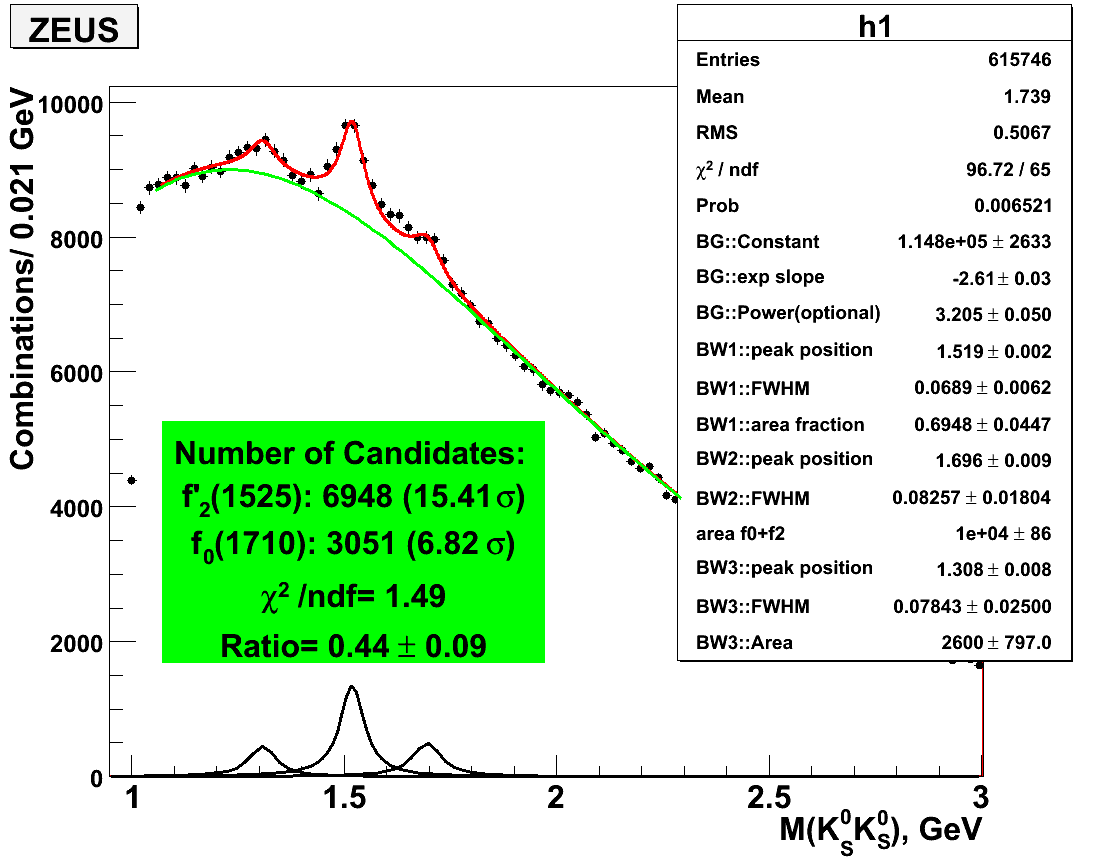 ZEUS
h1
Entries 615746
Mean 1.739
RMS 0.5067
χ² / ndf 96.72 / 65
Prob 0.006521
BG::Constant 1.148e+05 ± 2633
BG::exp slope -2.61 ± 0.03
BG::Power(optional) 3.205 ± 0.050
BW1::peak position 1.519 ± 0.002
BW1::FWHM 0.0689 ± 0.0062
BW1::area fraction 0.6948 ± 0.0447
BW2::peak position 1.696 ± 0.009
BW2::FWHM 0.08257 ± 0.01804
area f0+f2 1e+04 ± 86
BW3::peak position 1.308 ± 0.008
BW3::FWHM 0.07843 ± 0.02500
BW3::Area 2600 ± 797.0
Combinations/ 0.021 GeV
10000
8000
6000
4000
2000
0
Number of Candidates:
f'₂(1525): 6948 (15.41 σ)
f₀(1710): 3051 (6.82 σ)
χ² /ndf= 1.49
Ratio= 0.44 ± 0.09
1 1.5 2 2.5 3
M(K⁰_S K⁰_S), GeV